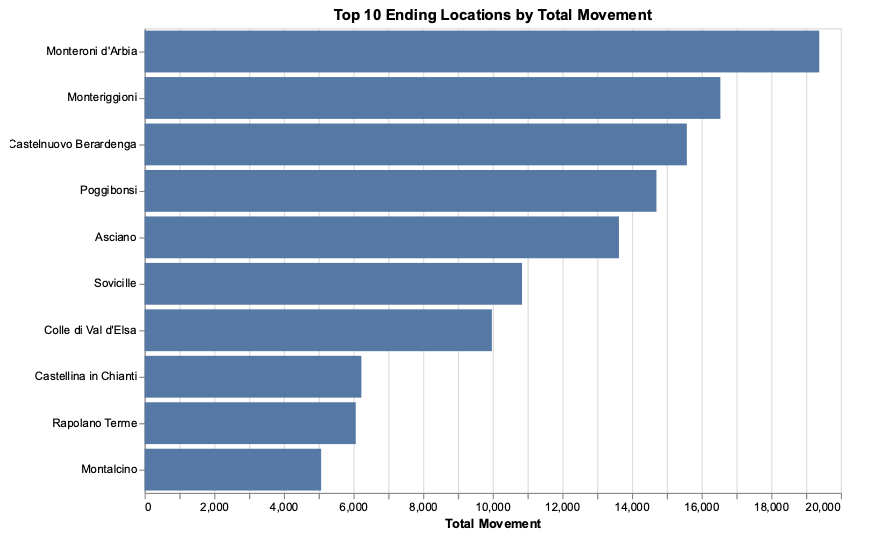 Top 10 Ending Locations by Total Movement
Monteroni d'Arbia
Monteriggioni
Castelnuovo Berardenga
Poggibonsi
Asciano
Sovicille
Colle di Val d'Elsa
Castellina in Chianti
Rapolano Terme
Montalcino
0 2,000 4,000 6,000 8,000 10,000 12,000 14,000 16,000 18,000 20,000
Total Movement